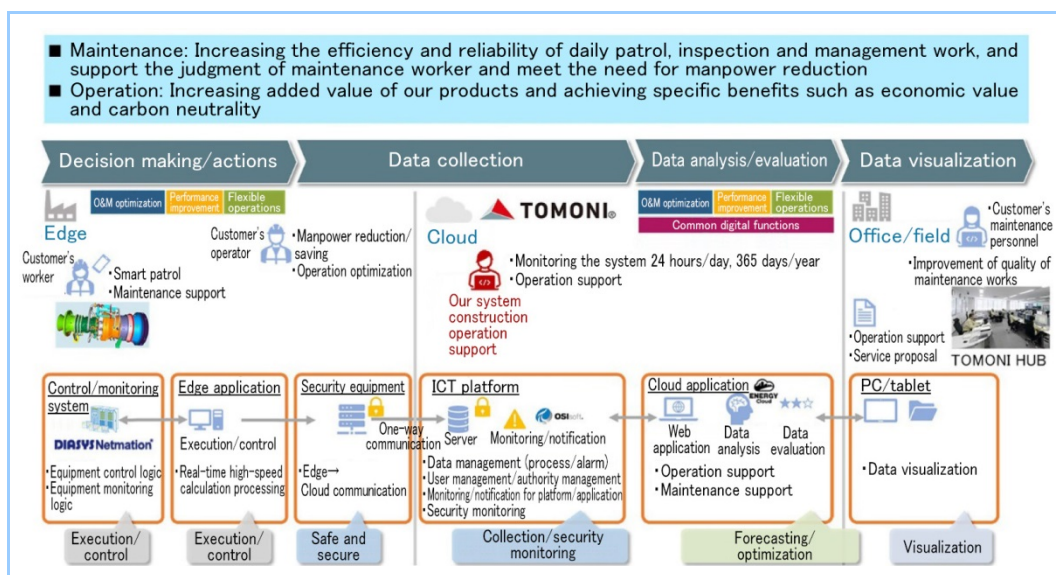 ■ Maintenance: Increasing the efficiency and reliability of daily patrol, inspection and management work, and
support the judgment of maintenance worker and meet the need for manpower reduction
■ Operation: Increasing added value of our products and achieving specific benefits such as economic value
and carbon neutrality
Decision making/actions
Data collection
Data analysis/evaluation
Data visualization
O&M optimization
Performance
improvement
Flexible
operations
Edge
Customer's
worker
・Smart patrol
・Maintenance support
Customer's
operator
・Manpower reduction/
saving
・Operation optimization
TOMONI®
Cloud
・Monitoring the system 24 hours/day, 365 days/year
・Operation support
Our system
construction
operation
support
O&M optimization
Performance
improvement
Flexible
operations
Common digital functions
Office/field
・Customer's
maintenance
personnel
・Improvement of quality of
maintenance works
・Operation support
・Service proposal
TOMONI HUB
Control/monitoring
system
DIASYS Netmation®
・Equipment control logic
・Equipment monitoring
logic
Execution/
control
Edge application
Execution/control
・Real-time high-speed
calculation processing
Execution/
control
Security equipment
One-way
communication
・Edge→
Cloud communication
Safe and
secure
ICT platform
OSIsoft.
Server
Monitoring/notification
・Data management (process/alarm)
・User management/authority management
・Monitoring/notification for platform/application
・Security monitoring
Collection/security
monitoring
Cloud application
ENERGY
Cloud
Web
application
Data
analysis
Data
evaluation
・Operation support
・Maintenance support
Forecasting/
optimization
PC/tablet
・Data visualization
Visualization